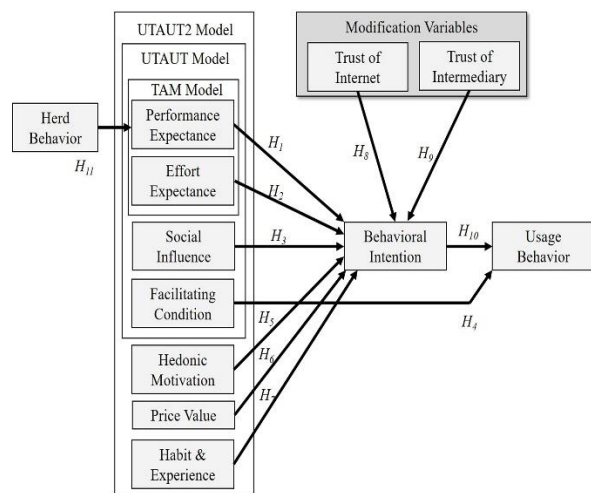 UTAUT2 Model
UTAUT Model
TAM Model
Modification Variables
Trust of
Internet
Trust of
Intermediary
Herd
Behavior
H11
Performance
Expectance
H1
H8
H9
Effort
Expectance
H2
Social
Influence
H3
Behavioral
Intention
H10
Usage
Behavior
Facilitating
Condition
H4
H5
Hedonic
Motivation
H6
Price Value
H7
Habit &
Experience